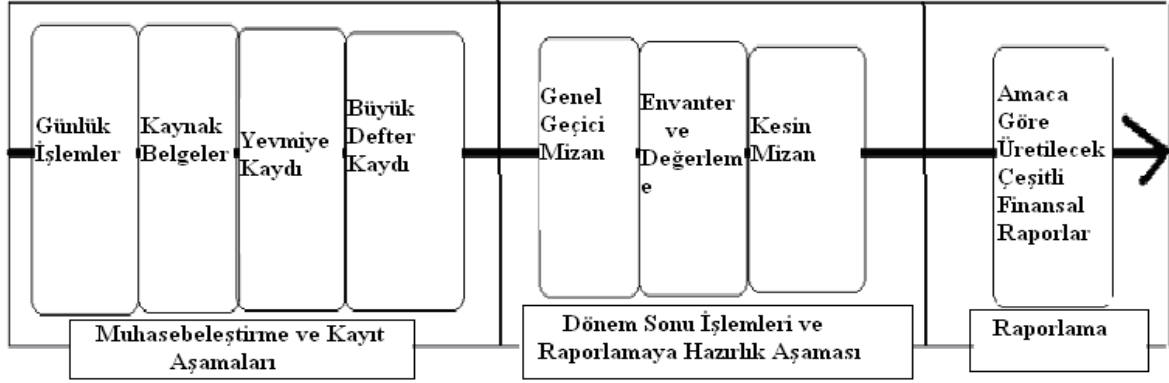 Günlük
İşlemler
Kaynak
Belgeler
Yevmiye
Kaydı
Büyük
Defter
Kaydı
Genel
Geçici
Mizan
Envanter
ve
Değerlem
e
Kesin
Mizan
Amaca
Göre
Üretilecek
Çeşitli
Finansal
Raporlar
Muhasebeleştirme ve Kayıt
Aşamaları
Dönem Sonu İşlemleri ve
Raporlamaya Hazırlık Aşaması
Raporlama